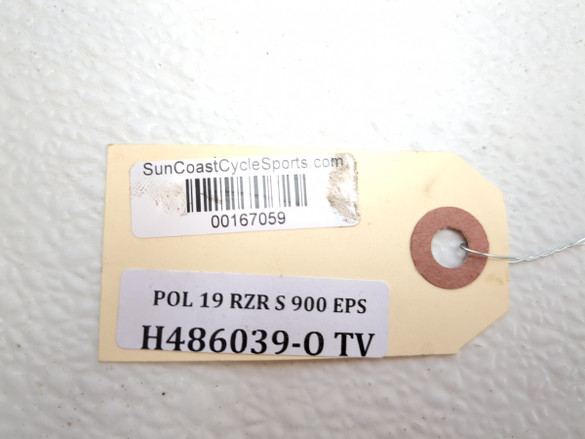 SunCoastCycleSports.com
00167059
POL 19 RZR S 900 EPS
H486039-O TV